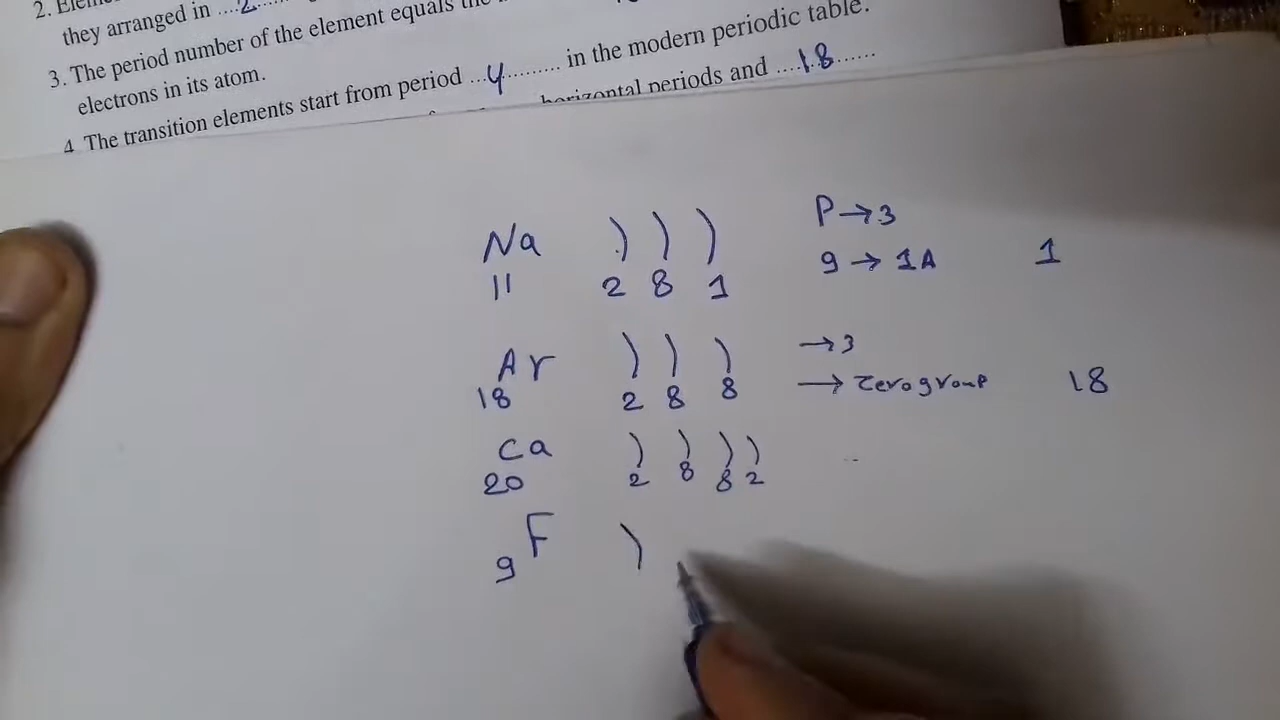 2. Elem
they arranged in ....2....
3. The period number of the element equals the
electrons in its atom.
4. The transition elements start from period ...4.......... in the modern periodic table.
horizontal periods and ....18......
Na ) ) ) P → 3
11 2 8 1 g → 1A 1
Ar ) ) ) → 3
18 2 8 8 → Zero group 18
Ca ) ) ) )
20 2 8 8 2
9 F )